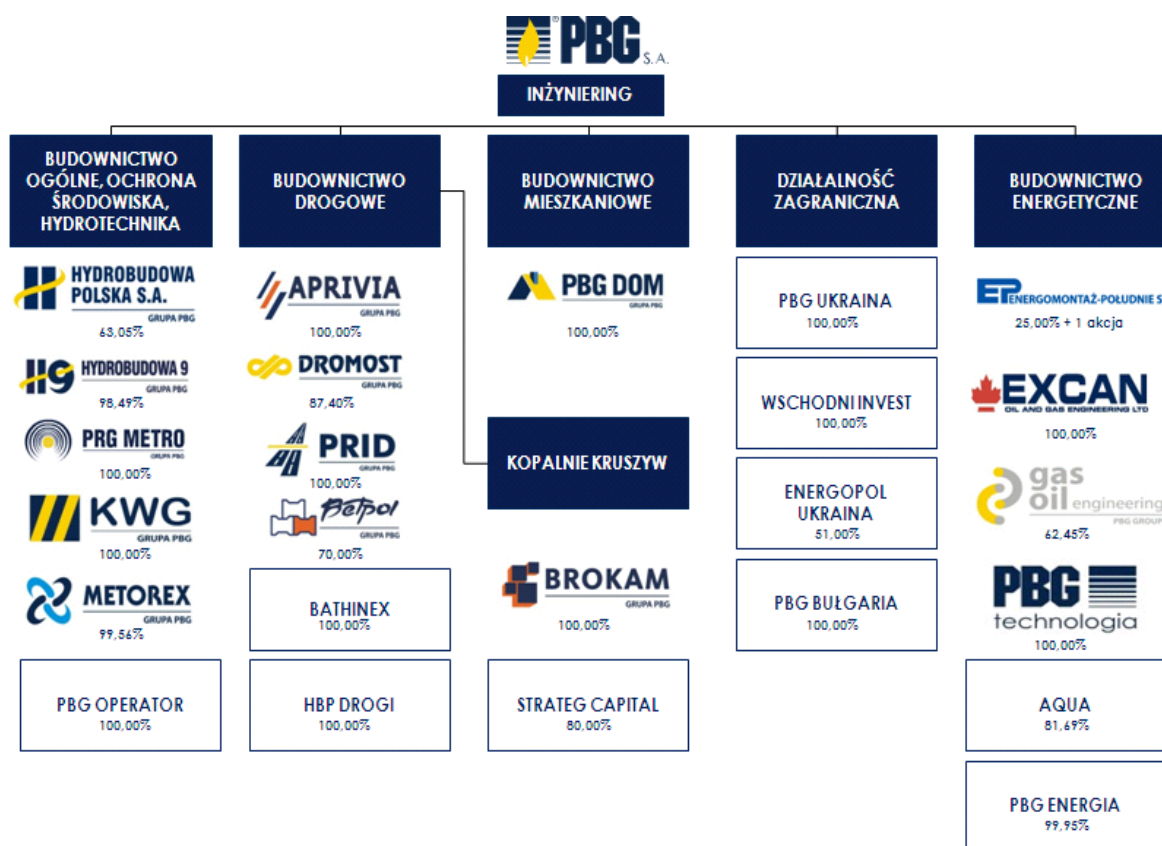 PBG S.A.
INŻYNIERING
BUDOWNICTWO
OGÓLNE, OCHRONA
ŚRODOWISKA,
HYDROTECHNIKA
HYDROBUDOWA
POLSKA S.A.
GRUPA PBG
63,05%
HYDROBUDOWA 9
GRUPA PBG
98,49%
PRG METRO
GRUPA PBG
100,00%
KWG
GRUPA PBG
100,00%
METOREX
GRUPA PBG
99,56%
PBG OPERATOR
100,00%
BUDOWNICTWO
DROGOWE
APRIVIA
GRUPA PBG
100,00%
DROMOST
GRUPA PBG
87,40%
PRID
GRUPA PBG
100,00%
Betpol
GRUPA PBG
70,00%
BATHINEX
100,00%
HBP DROGI
100,00%
BUDOWNICTWO
MIESZKANIOWE
PBG DOM
GRUPA PBG
100,00%
KOPALNIE KRUSZYW
BROKAM
GRUPA PBG
100,00%
STRATEG CAPITAL
80,00%
DZIAŁALNOŚĆ
ZAGRANICZNA
PBG UKRAINA
100,00%
WSCHODNI INVEST
100,00%
ENERGOPOL
UKRAINA
51,00%
PBG BUŁGARIA
100,00%
BUDOWNICTWO
ENERGETYCZNE
EP ENERGOMONTAŻ-POŁUDNIE S
25,00% + 1 akcja
EXCAN
OIL AND GAS ENGINEERING LTD
100,00%
gas
oil engineering
PBG GROUP
62,45%
PBG
technologia
100,00%
AQUA
81,69%
PBG ENERGIA
99,95%